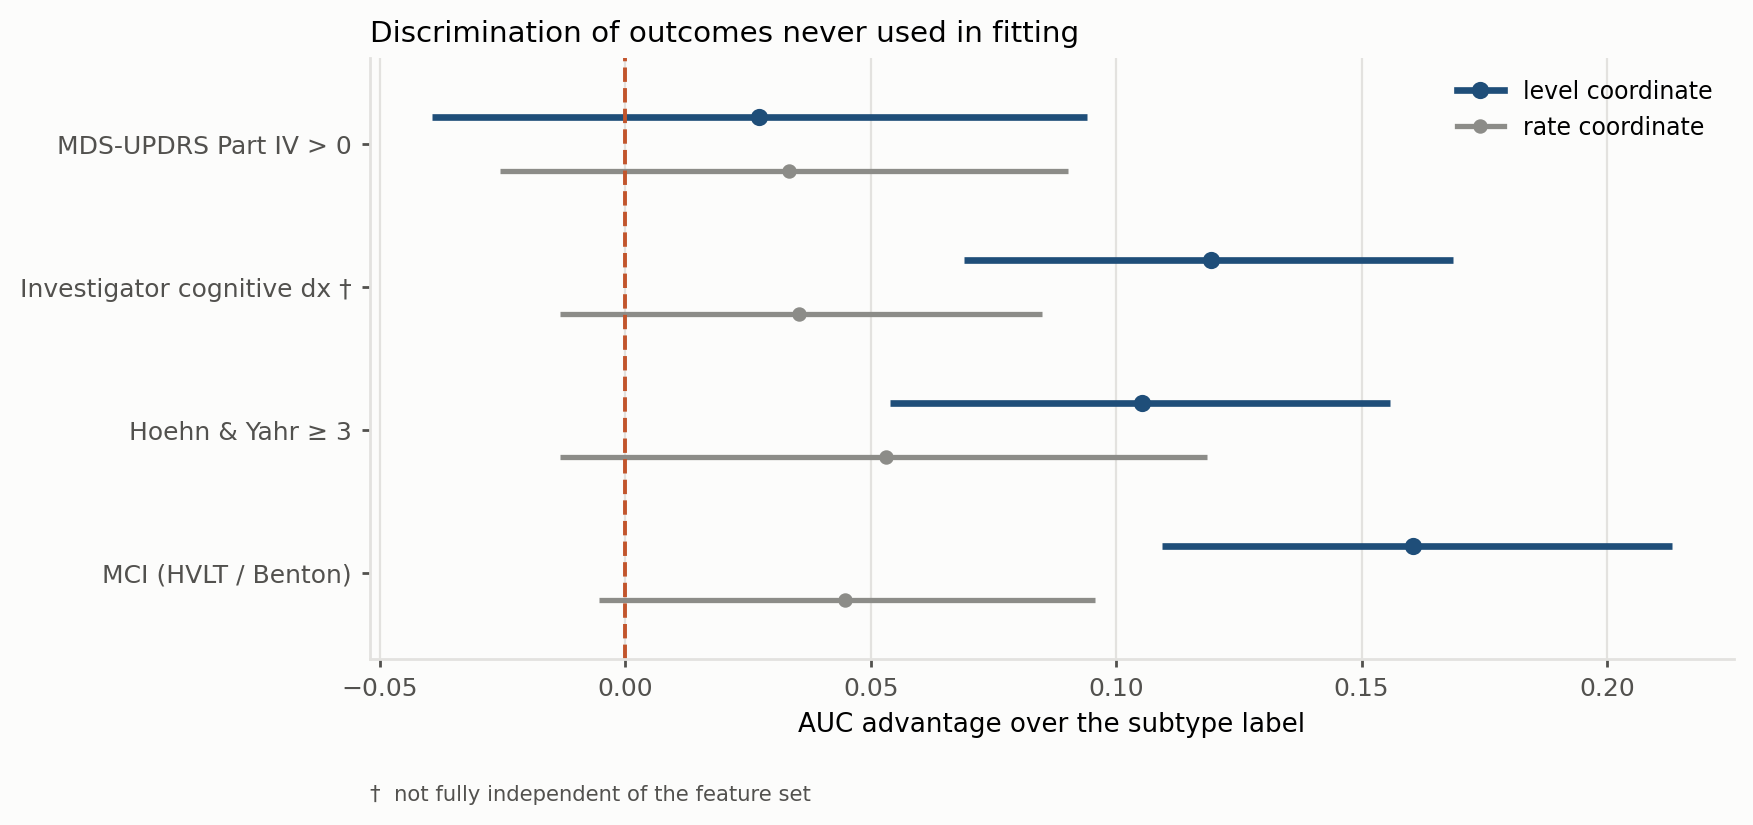 Discrimination of outcomes never used in fitting
level coordinate
rate coordinate
MDS-UPDRS Part IV > 0
Investigator cognitive dx †
Hoehn & Yahr ≥ 3
MCI (HVLT / Benton)
−0.05 0.00 0.05 0.10 0.15 0.20
AUC advantage over the subtype label
† not fully independent of the feature set